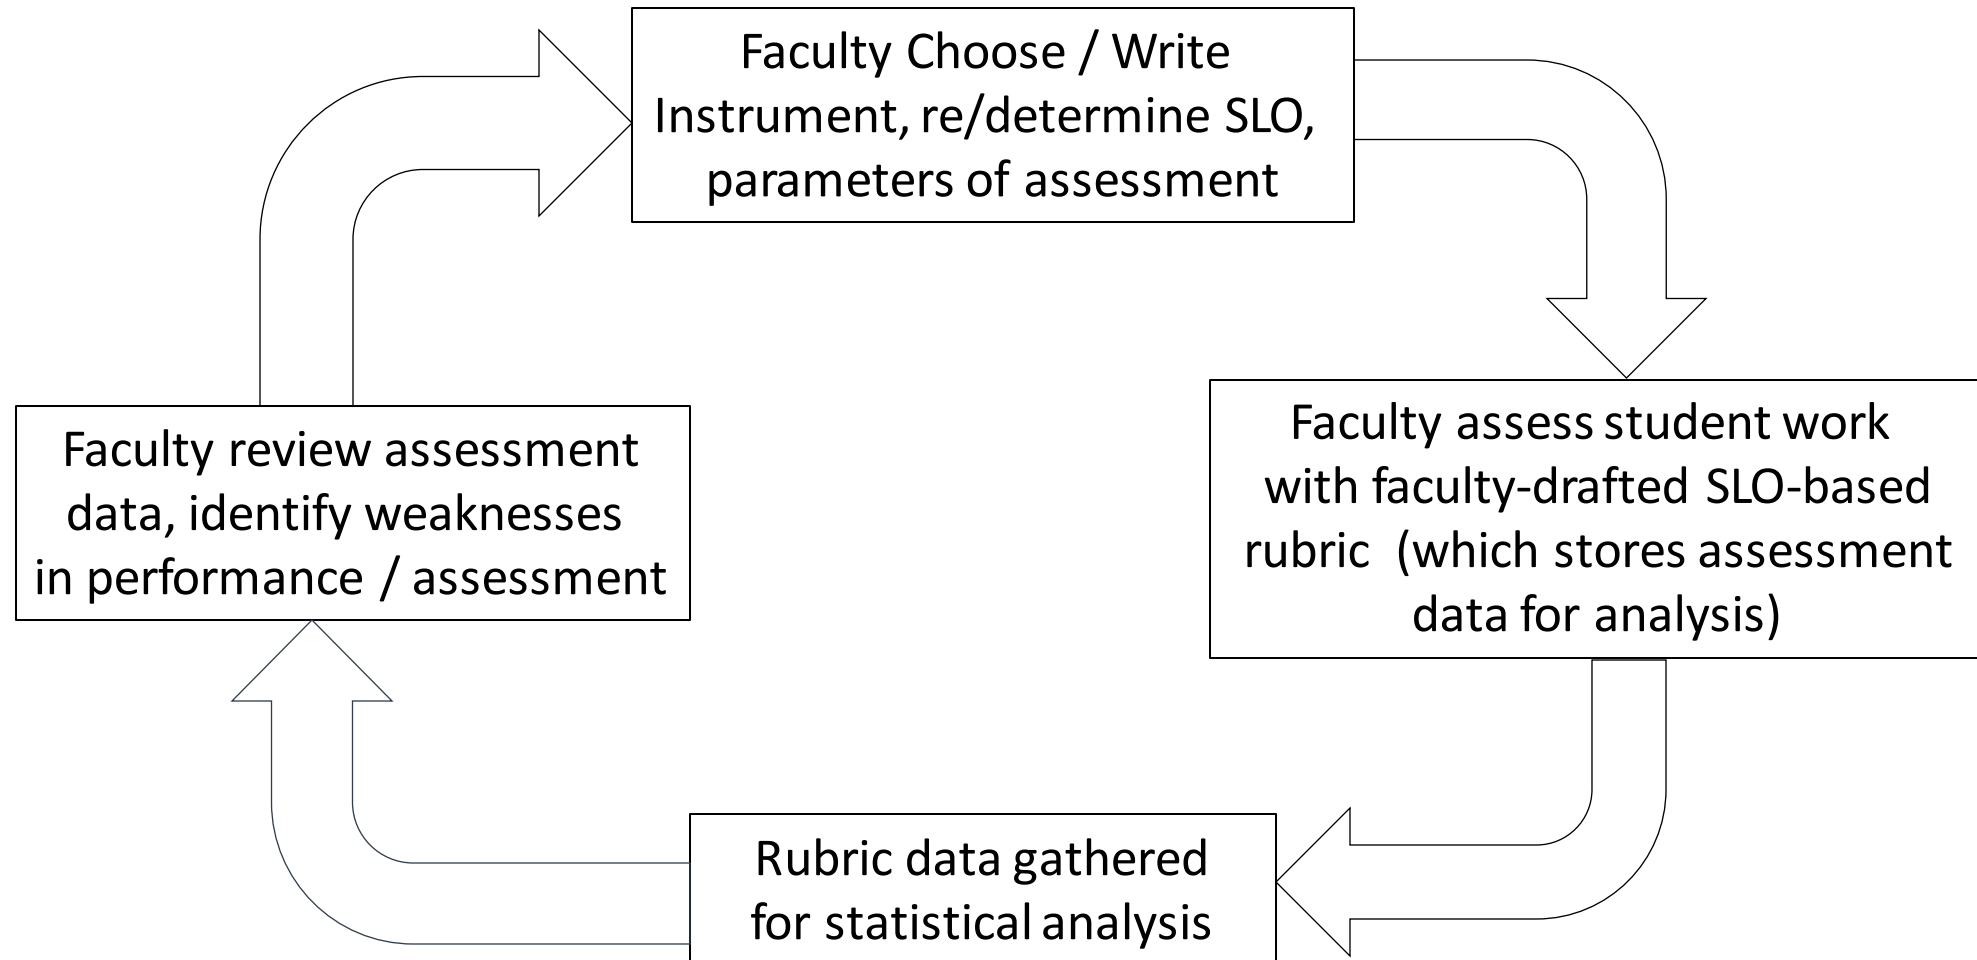 Faculty Choose / Write
Instrument, re/determine SLO,
parameters of assessment
Faculty assess student work
with faculty-drafted SLO-based
rubric (which stores assessment
data for analysis)
Rubric data gathered
for statistical analysis
Faculty review assessment
data, identify weaknesses
in performance / assessment